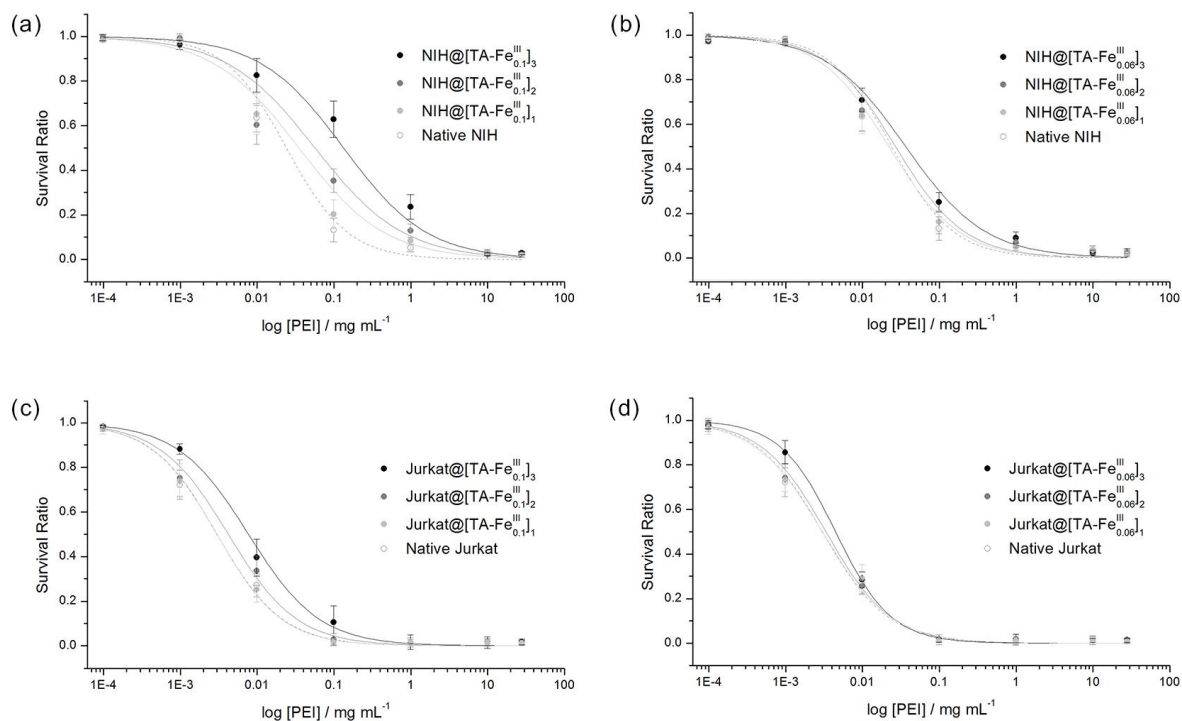 (a)
1.0
0.8
0.6
0.4
0.2
0.0
Survival Ratio
NIH@[TA-Fe^III_0.1]_3
NIH@[TA-Fe^III_0.1]_2
NIH@[TA-Fe^III_0.1]_1
Native NIH
1E-4 1E-3 0.01 0.1 1 10 100
log [PEI] / mg mL^-1
(b)
1.0
0.8
0.6
0.4
0.2
0.0
Survival Ratio
NIH@[TA-Fe^III_0.06]_3
NIH@[TA-Fe^III_0.06]_2
NIH@[TA-Fe^III_0.06]_1
Native NIH
1E-4 1E-3 0.01 0.1 1 10 100
log [PEI] / mg mL^-1
(c)
1.0
0.8
0.6
0.4
0.2
0.0
Survival Ratio
Jurkat@[TA-Fe^III_0.1]_3
Jurkat@[TA-Fe^III_0.1]_2
Jurkat@[TA-Fe^III_0.1]_1
Native Jurkat
1E-4 1E-3 0.01 0.1 1 10 100
log [PEI] / mg mL^-1
(d)
1.0
0.8
0.6
0.4
0.2
0.0
Survival Ratio
Jurkat@[TA-Fe^III_0.06]_3
Jurkat@[TA-Fe^III_0.06]_2
Jurkat@[TA-Fe^III_0.06]_1
Native Jurkat
1E-4 1E-3 0.01 0.1 1 10 100
log [PEI] / mg mL^-1